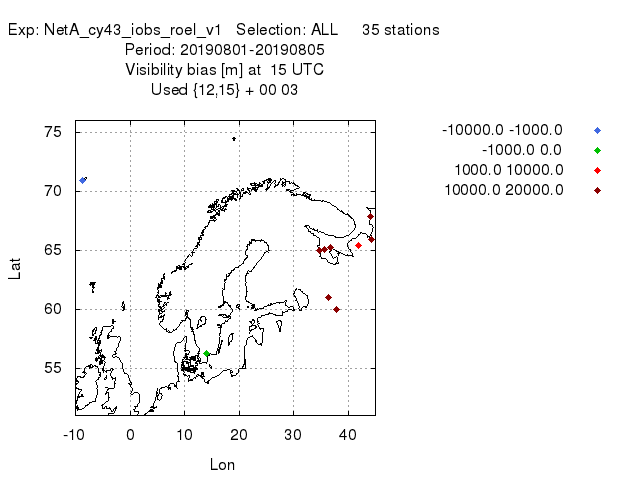 Exp: NetA_cy43_iobs_roel_v1 Selection: ALL 35 stations
Period: 20190801-20190805
Visibility bias [m] at 15 UTC
Used {12,15} + 00 03
-10000.0 -1000.0
-1000.0 0.0
1000.0 10000.0
10000.0 20000.0
75
70
65
60
55
Lat
-10 0 10 20 30 40
Lon